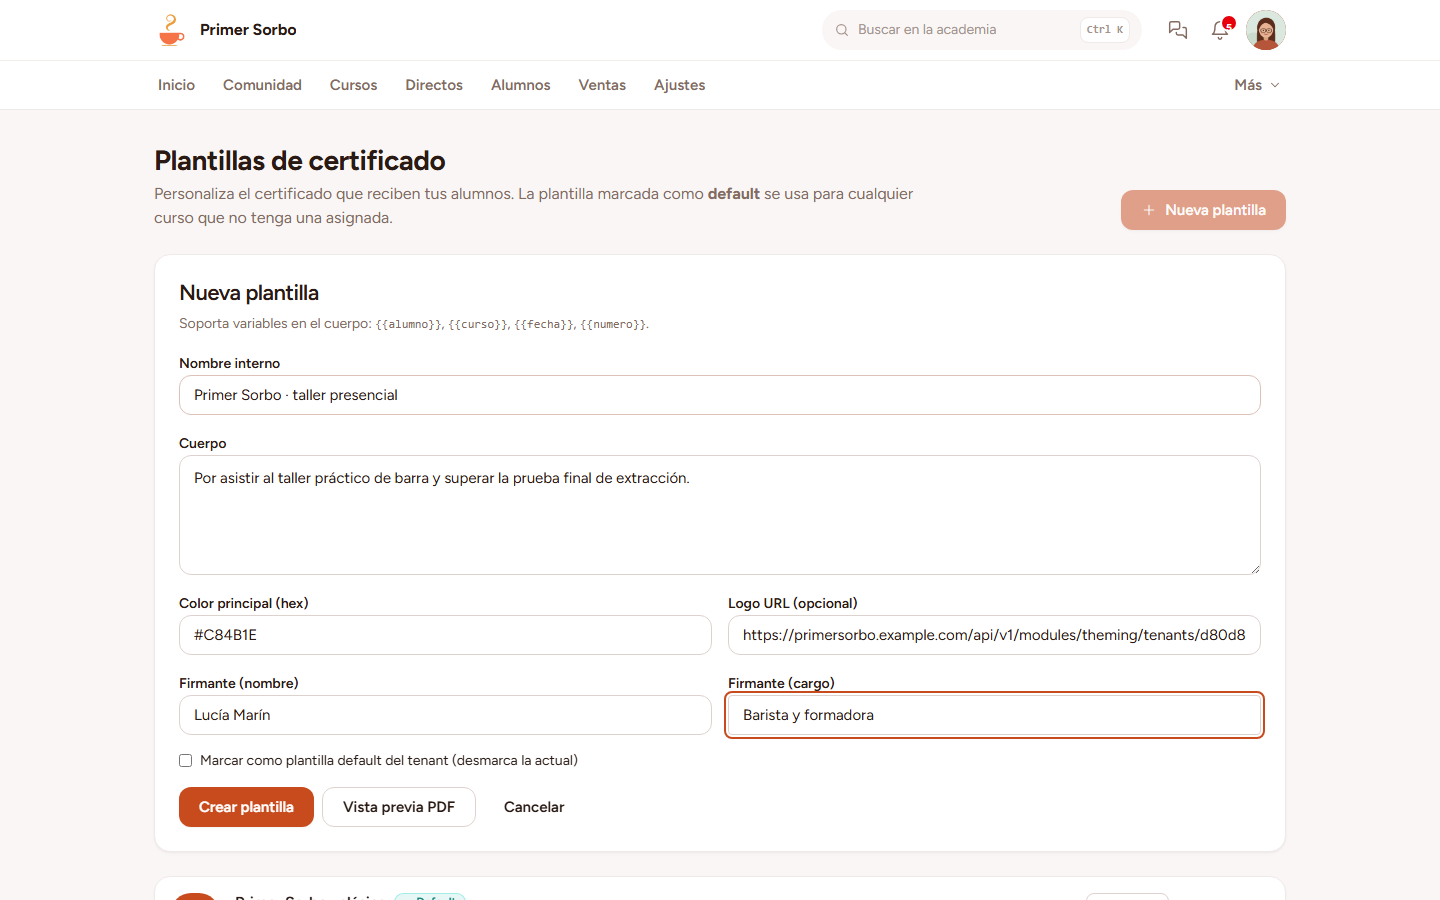 Primer Sorbo
Buscar en la academia
Ctrl K
5
Inicio
Comunidad
Cursos
Directos
Alumnos
Ventas
Ajustes
Más
Plantillas de certificado
Personaliza el certificado que reciben tus alumnos. La plantilla marcada como default se usa para cualquier
curso que no tenga una asignada.
Nueva plantilla
Nueva plantilla
Soporta variables en el cuerpo: {{alumno}}, {{curso}}, {{fecha}}, {{numero}}.
Nombre interno
Primer Sorbo · taller presencial
Cuerpo
Por asistir al taller práctico de barra y superar la prueba final de extracción.
Color principal (hex)
Logo URL (opcional)
#C84B1E
https://primersorbo.example.com/api/v1/modules/theming/tenants/d80d8
Firmante (nombre)
Firmante (cargo)
Lucía Marín
Barista y formadora
Marcar como plantilla default del tenant (desmarca la actual)
Crear plantilla
Vista previa PDF
Cancelar